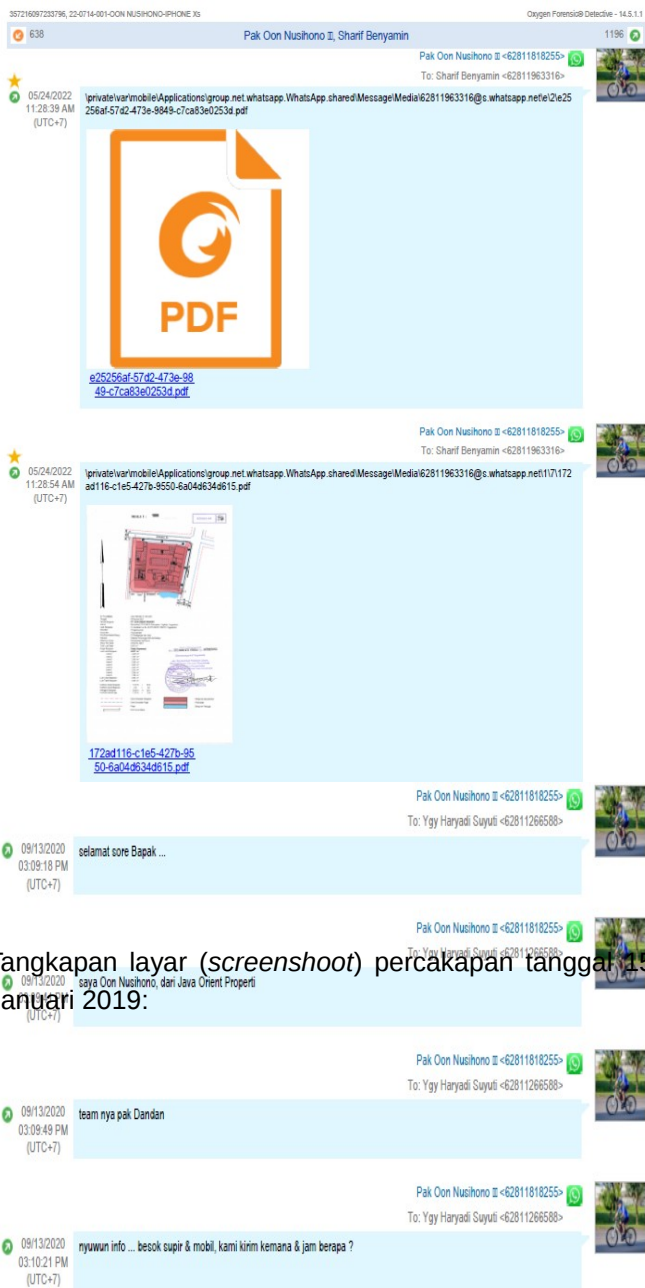 357216097233796, 22-0714-001-OON NUSIHONO-IPHONE Xs
Oxygen Forensic® Detective - 14.5.1.1
638
Pak Oon Nusihono II, Sharif Benyamin
1196
Pak Oon Nusihono II <62811818255>
To: Sharif Benyamin <62811963316>
05/24/2022
11:28:39 AM
(UTC+7)
\private\var\mobile\Applications\group.net.whatsapp.WhatsApp.shared\Message\Media\62811963316@s.whatsapp.net\e\2\e25
256af-57d2-473e-9849-c7ca83e0253d.pdf
PDF
e25256af-57d2-473e-98
49-c7ca83e0253d.pdf
Pak Oon Nusihono II <62811818255>
To: Sharif Benyamin <62811963316>
05/24/2022
11:28:54 AM
(UTC+7)
\private\var\mobile\Applications\group.net.whatsapp.WhatsApp.shared\Message\Media\62811963316@s.whatsapp.net\1\7\172
ad116-c1e5-427b-9550-6a04d634d615.pdf
172ad116-c1e5-427b-95
50-6a04d634d615.pdf
Pak Oon Nusihono II <62811818255>
To: Ygy Haryadi Suyuti <62811266588>
09/13/2020
03:09:18 PM
(UTC+7)
selamat sore Bapak ...
Pak Oon Nusihono II <62811818255>
To: Ygy Haryadi Suyuti <62811266588>
Tangkapan layar (screenshoot) percakapan tanggal 15
Januari 2019:
09/13/2020
(UTC+7)
saya Oon Nusihono, dari Java Orient Properti
Pak Oon Nusihono II <62811818255>
To: Ygy Haryadi Suyuti <62811266588>
09/13/2020
03:09:49 PM
(UTC+7)
team nya pak Dandan
Pak Oon Nusihono II <62811818255>
To: Ygy Haryadi Suyuti <62811266588>
09/13/2020
03:10:21 PM
(UTC+7)
nyuwun info ... besok supir & mobil, kami kirim kemana & jam berapa ?